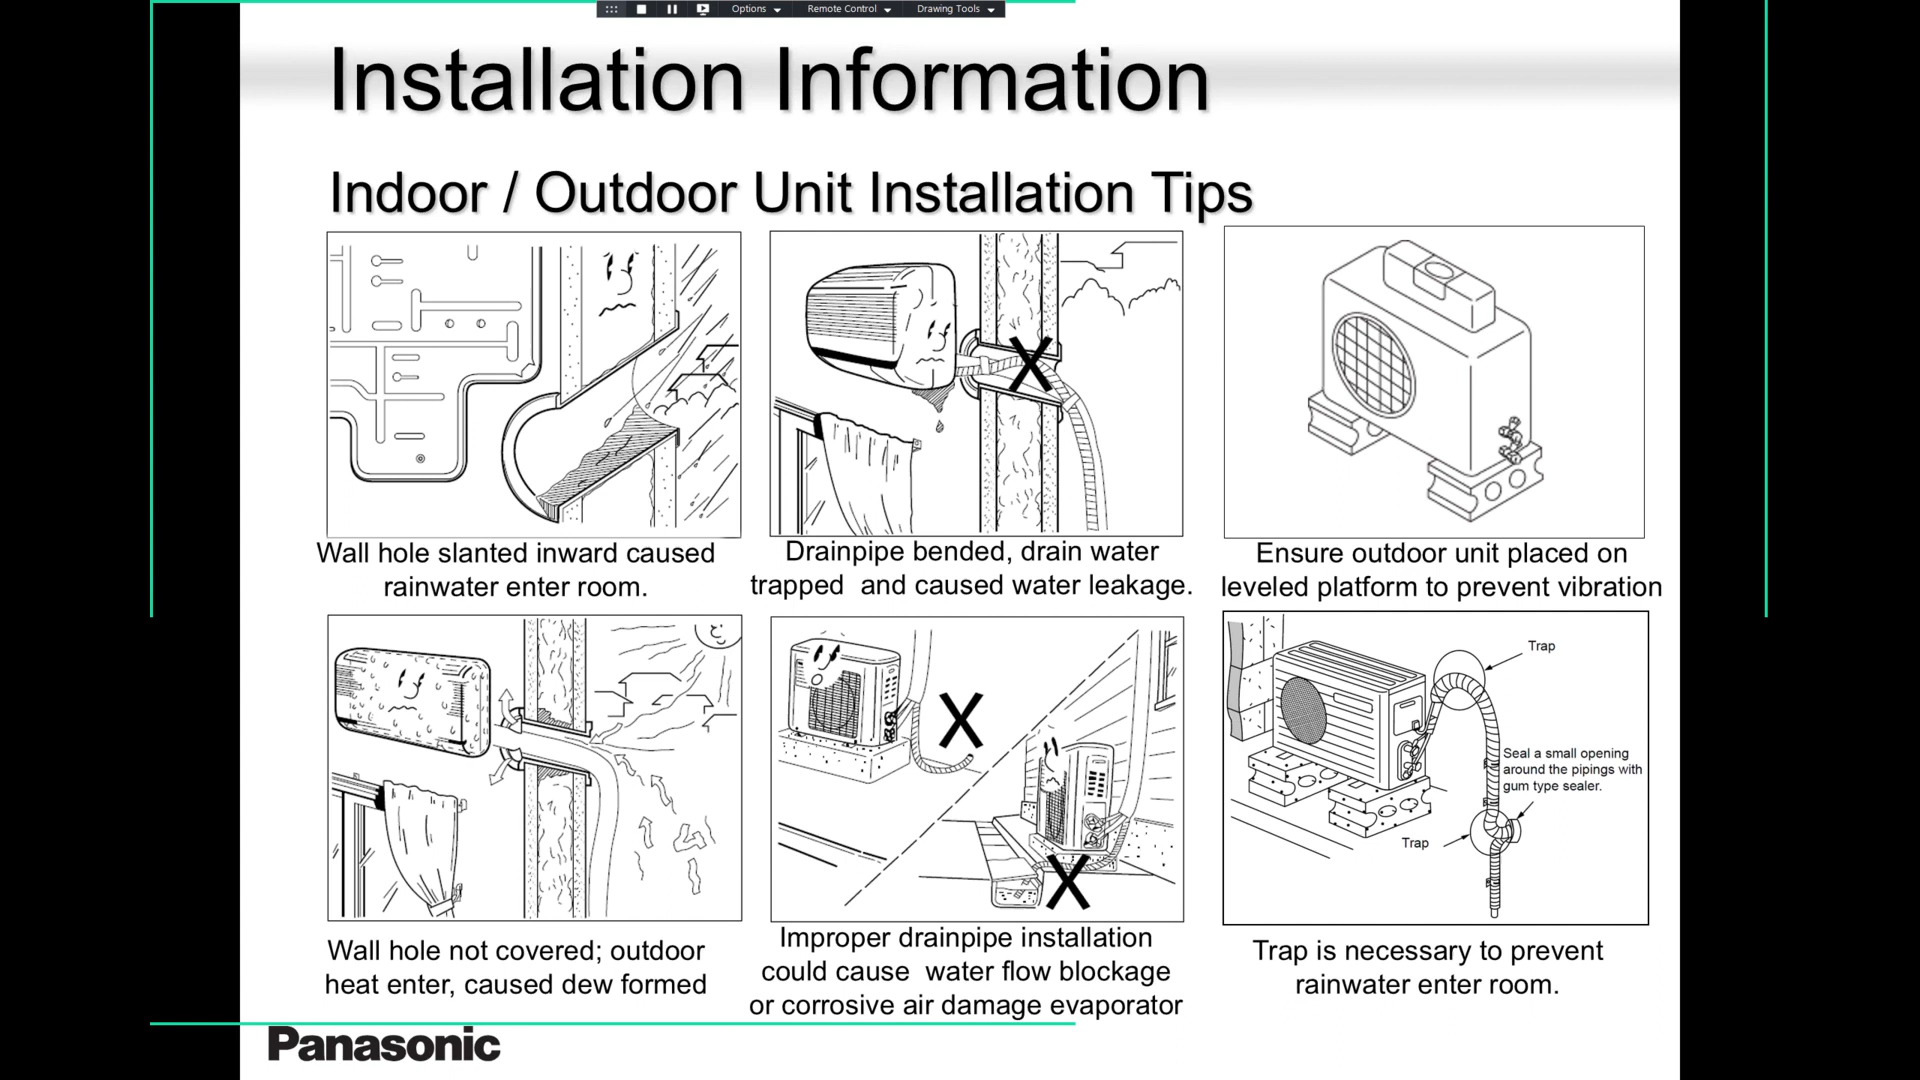 Options
Remote Control
Drawing Tools
Installation Information
Indoor / Outdoor Unit Installation Tips
Wall hole slanted inward caused
rainwater enter room.
Drainpipe bended, drain water
trapped  and caused water leakage.
Ensure outdoor unit placed on
leveled platform to prevent vibration
X
Trap
Seal a small opening
around the pipings with
gum type sealer.
Trap
X
X
Wall hole not covered; outdoor
heat enter, caused dew formed
Improper drainpipe installation
could cause  water flow blockage
or corrosive air damage evaporator
Trap is necessary to prevent
rainwater enter room.
Panasonic